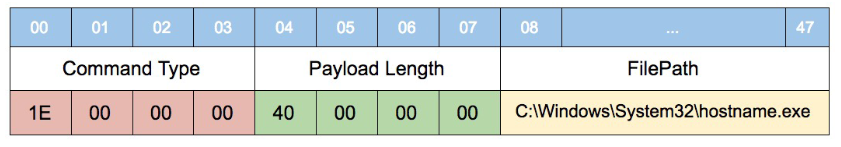 00 01 02 03 04 05 06 07 08 ... 47
Command Type Payload Length FilePath
1E 00 00 00 40 00 00 00 C:\Windows\System32\hostname.exe